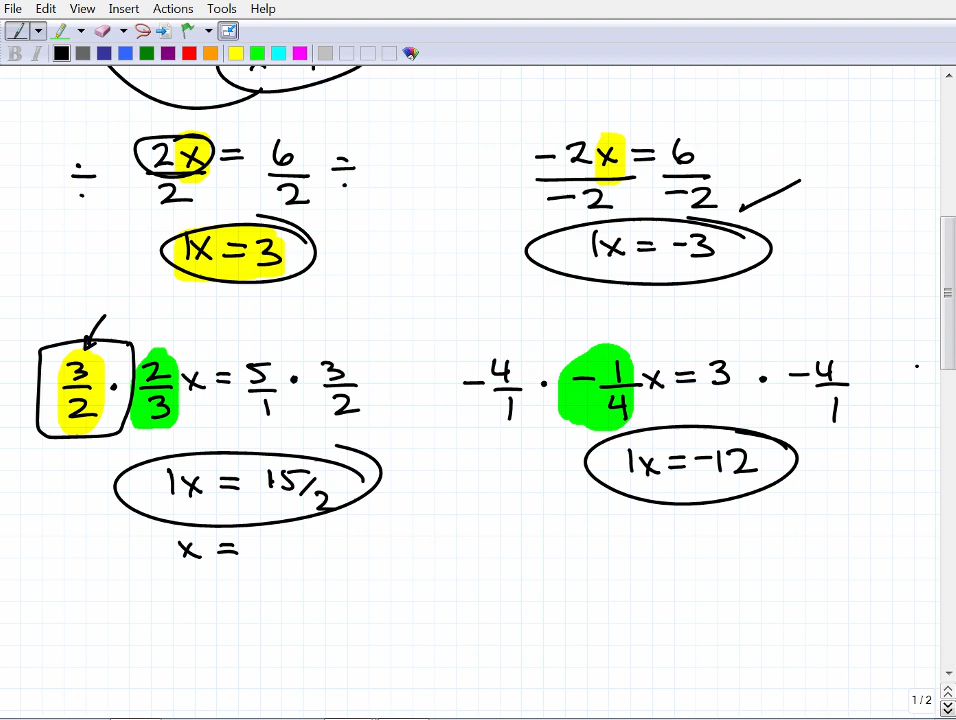 File Edit View Insert Actions Tools Help
B I
÷ 2x/2 = 6/2 ÷
1x = 3
-2x/-2 = 6/-2
1x = -3
3/2 · 2/3 x = 5/1 · 3/2
1x = 15/2
x =
-4/1 · -1/4 x = 3 · -4/1
1x = -12
1 / 2